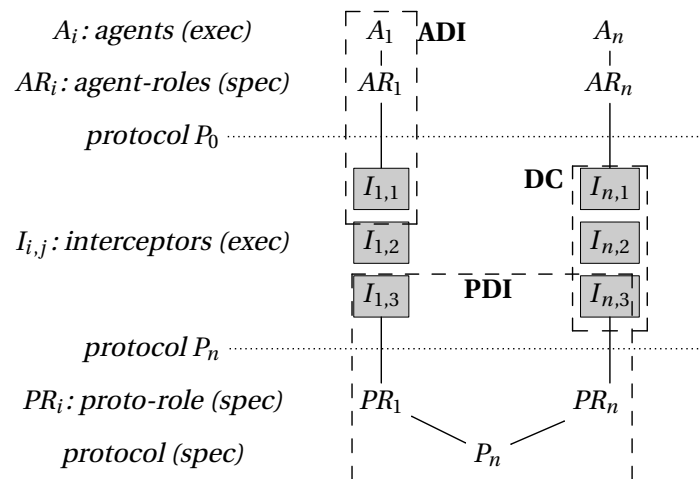 A_i: agents (exec) A_1 ADI A_n
AR_i: agent-roles (spec) AR_1 AR_n
protocol P_0
I_{1,1} DC I_{n,1}
I_{i,j}: interceptors (exec) I_{1,2} I_{n,2}
I_{1,3} PDI I_{n,3}
protocol P_n
PR_i: proto-role (spec) PR_1 PR_n
protocol (spec) P_n